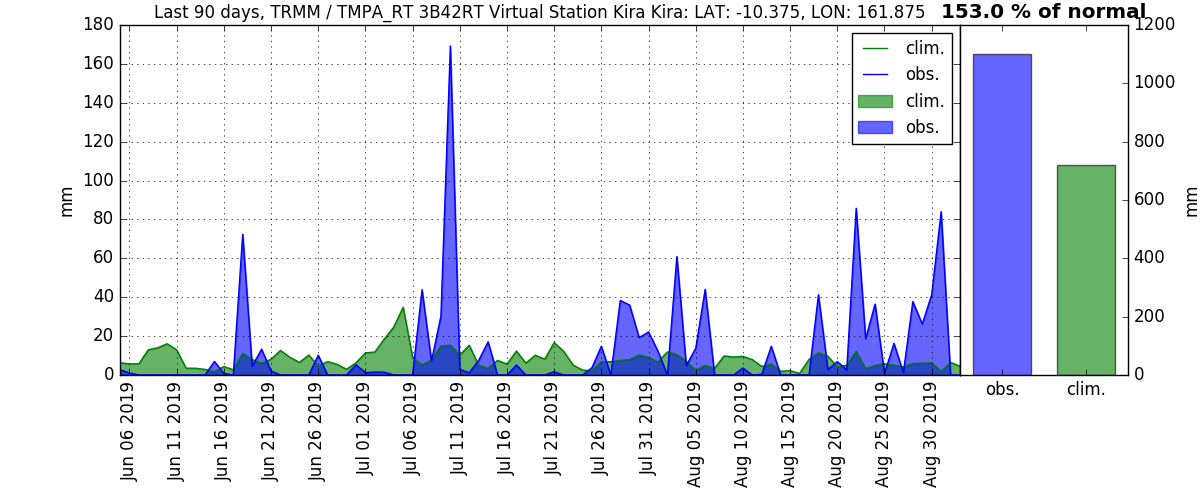 Last 90 days, TRMM / TMPA_RT 3B42RT Virtual Station Kira Kira: LAT: -10.375, LON: 161.875 153.0 % of normal
180
160
140
120
100
80
60
40
20
0
mm
clim.
obs.
clim.
obs.
1200
1000
800
600
400
200
0
mm
obs. clim.
Jun 06 2019
Jun 11 2019
Jun 16 2019
Jun 21 2019
Jun 26 2019
Jul 01 2019
Jul 06 2019
Jul 11 2019
Jul 16 2019
Jul 21 2019
Jul 26 2019
Jul 31 2019
Aug 05 2019
Aug 10 2019
Aug 15 2019
Aug 20 2019
Aug 25 2019
Aug 30 2019